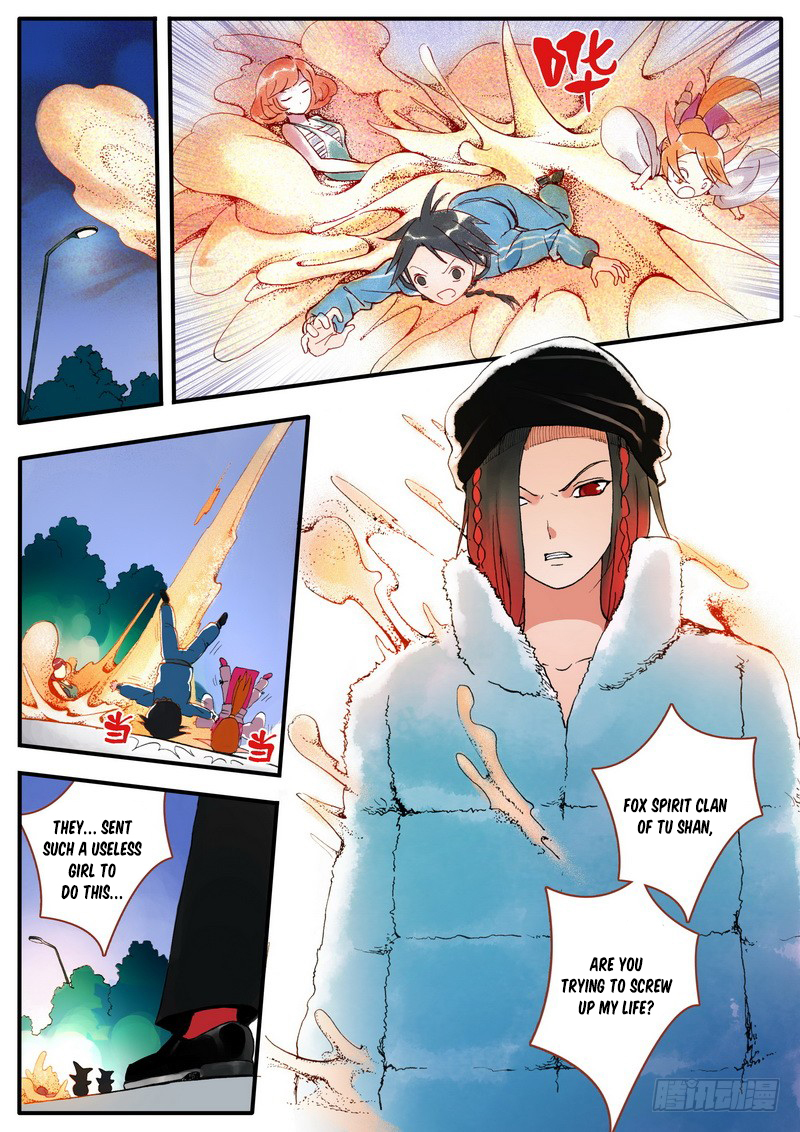 哗
当
当
THEY... SENT
SUCH A USELESS
GIRL TO
DO THIS...
FOX SPIRIT CLAN
OF TU SHAN,
ARE YOU
TRYING TO SCREW
UP MY LIFE?
腾讯动漫